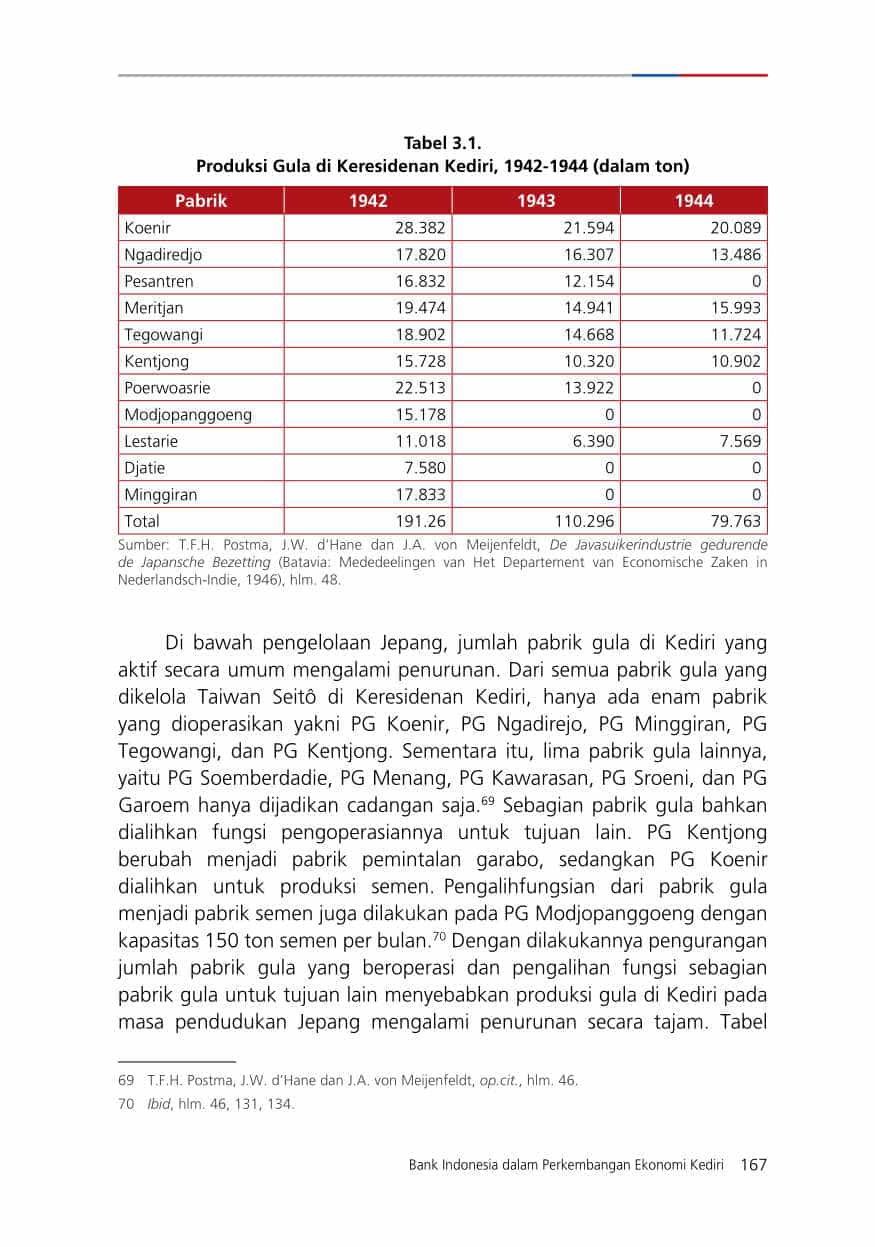 Tabel 3.1.
Produksi Gula di Keresidenan Kediri, 1942-1944 (dalam ton)
Pabrik 1942 1943 1944
Koenir 28.382 21.594 20.089
Ngadiredjo 17.820 16.307 13.486
Pesantren 16.832 12.154 0
Meritjan 19.474 14.941 15.993
Tegowangi 18.902 14.668 11.724
Kentjong 15.728 10.320 10.902
Poerwoasrie 22.513 13.922 0
Modjopanggoeng 15.178 0 0
Lestarie 11.018 6.390 7.569
Djatie 7.580 0 0
Minggiran 17.833 0 0
Total 191.26 110.296 79.763
Sumber: T.F.H. Postma, J.W. d’Hane dan J.A. von Meijenfeldt, De Javasuikerindustrie gedurende
de Japansche Bezetting (Batavia: Mededeelingen van Het Departement van Economische Zaken in
Nederlandsch-Indie, 1946), hlm. 48.
Di bawah pengelolaan Jepang, jumlah pabrik gula di Kediri yang
aktif secara umum mengalami penurunan. Dari semua pabrik gula yang
dikelola Taiwan Seitô di Keresidenan Kediri, hanya ada enam pabrik
yang dioperasikan yakni PG Koenir, PG Ngadirejo, PG Minggiran, PG
Tegowangi, dan PG Kentjong. Sementara itu, lima pabrik gula lainnya,
yaitu PG Soemberdadie, PG Menang, PG Kawarasan, PG Sroeni, dan PG
Garoem hanya dijadikan cadangan saja.69 Sebagian pabrik gula bahkan
dialihkan fungsi pengoperasiannya untuk tujuan lain. PG Kentjong
berubah menjadi pabrik pemintalan garabo, sedangkan PG Koenir
dialihkan untuk produksi semen. Pengalihfungsian dari pabrik gula
menjadi pabrik semen juga dilakukan pada PG Modjopanggoeng dengan
kapasitas 150 ton semen per bulan.70 Dengan dilakukannya pengurangan
jumlah pabrik gula yang beroperasi dan pengalihan fungsi sebagian
pabrik gula untuk tujuan lain menyebabkan produksi gula di Kediri pada
masa pendudukan Jepang mengalami penurunan secara tajam. Tabel
69 T.F.H. Postma, J.W. d’Hane dan J.A. von Meijenfeldt, op.cit., hlm. 46.
70 Ibid, hlm. 46, 131, 134.
Bank Indonesia dalam Perkembangan Ekonomi Kediri 167